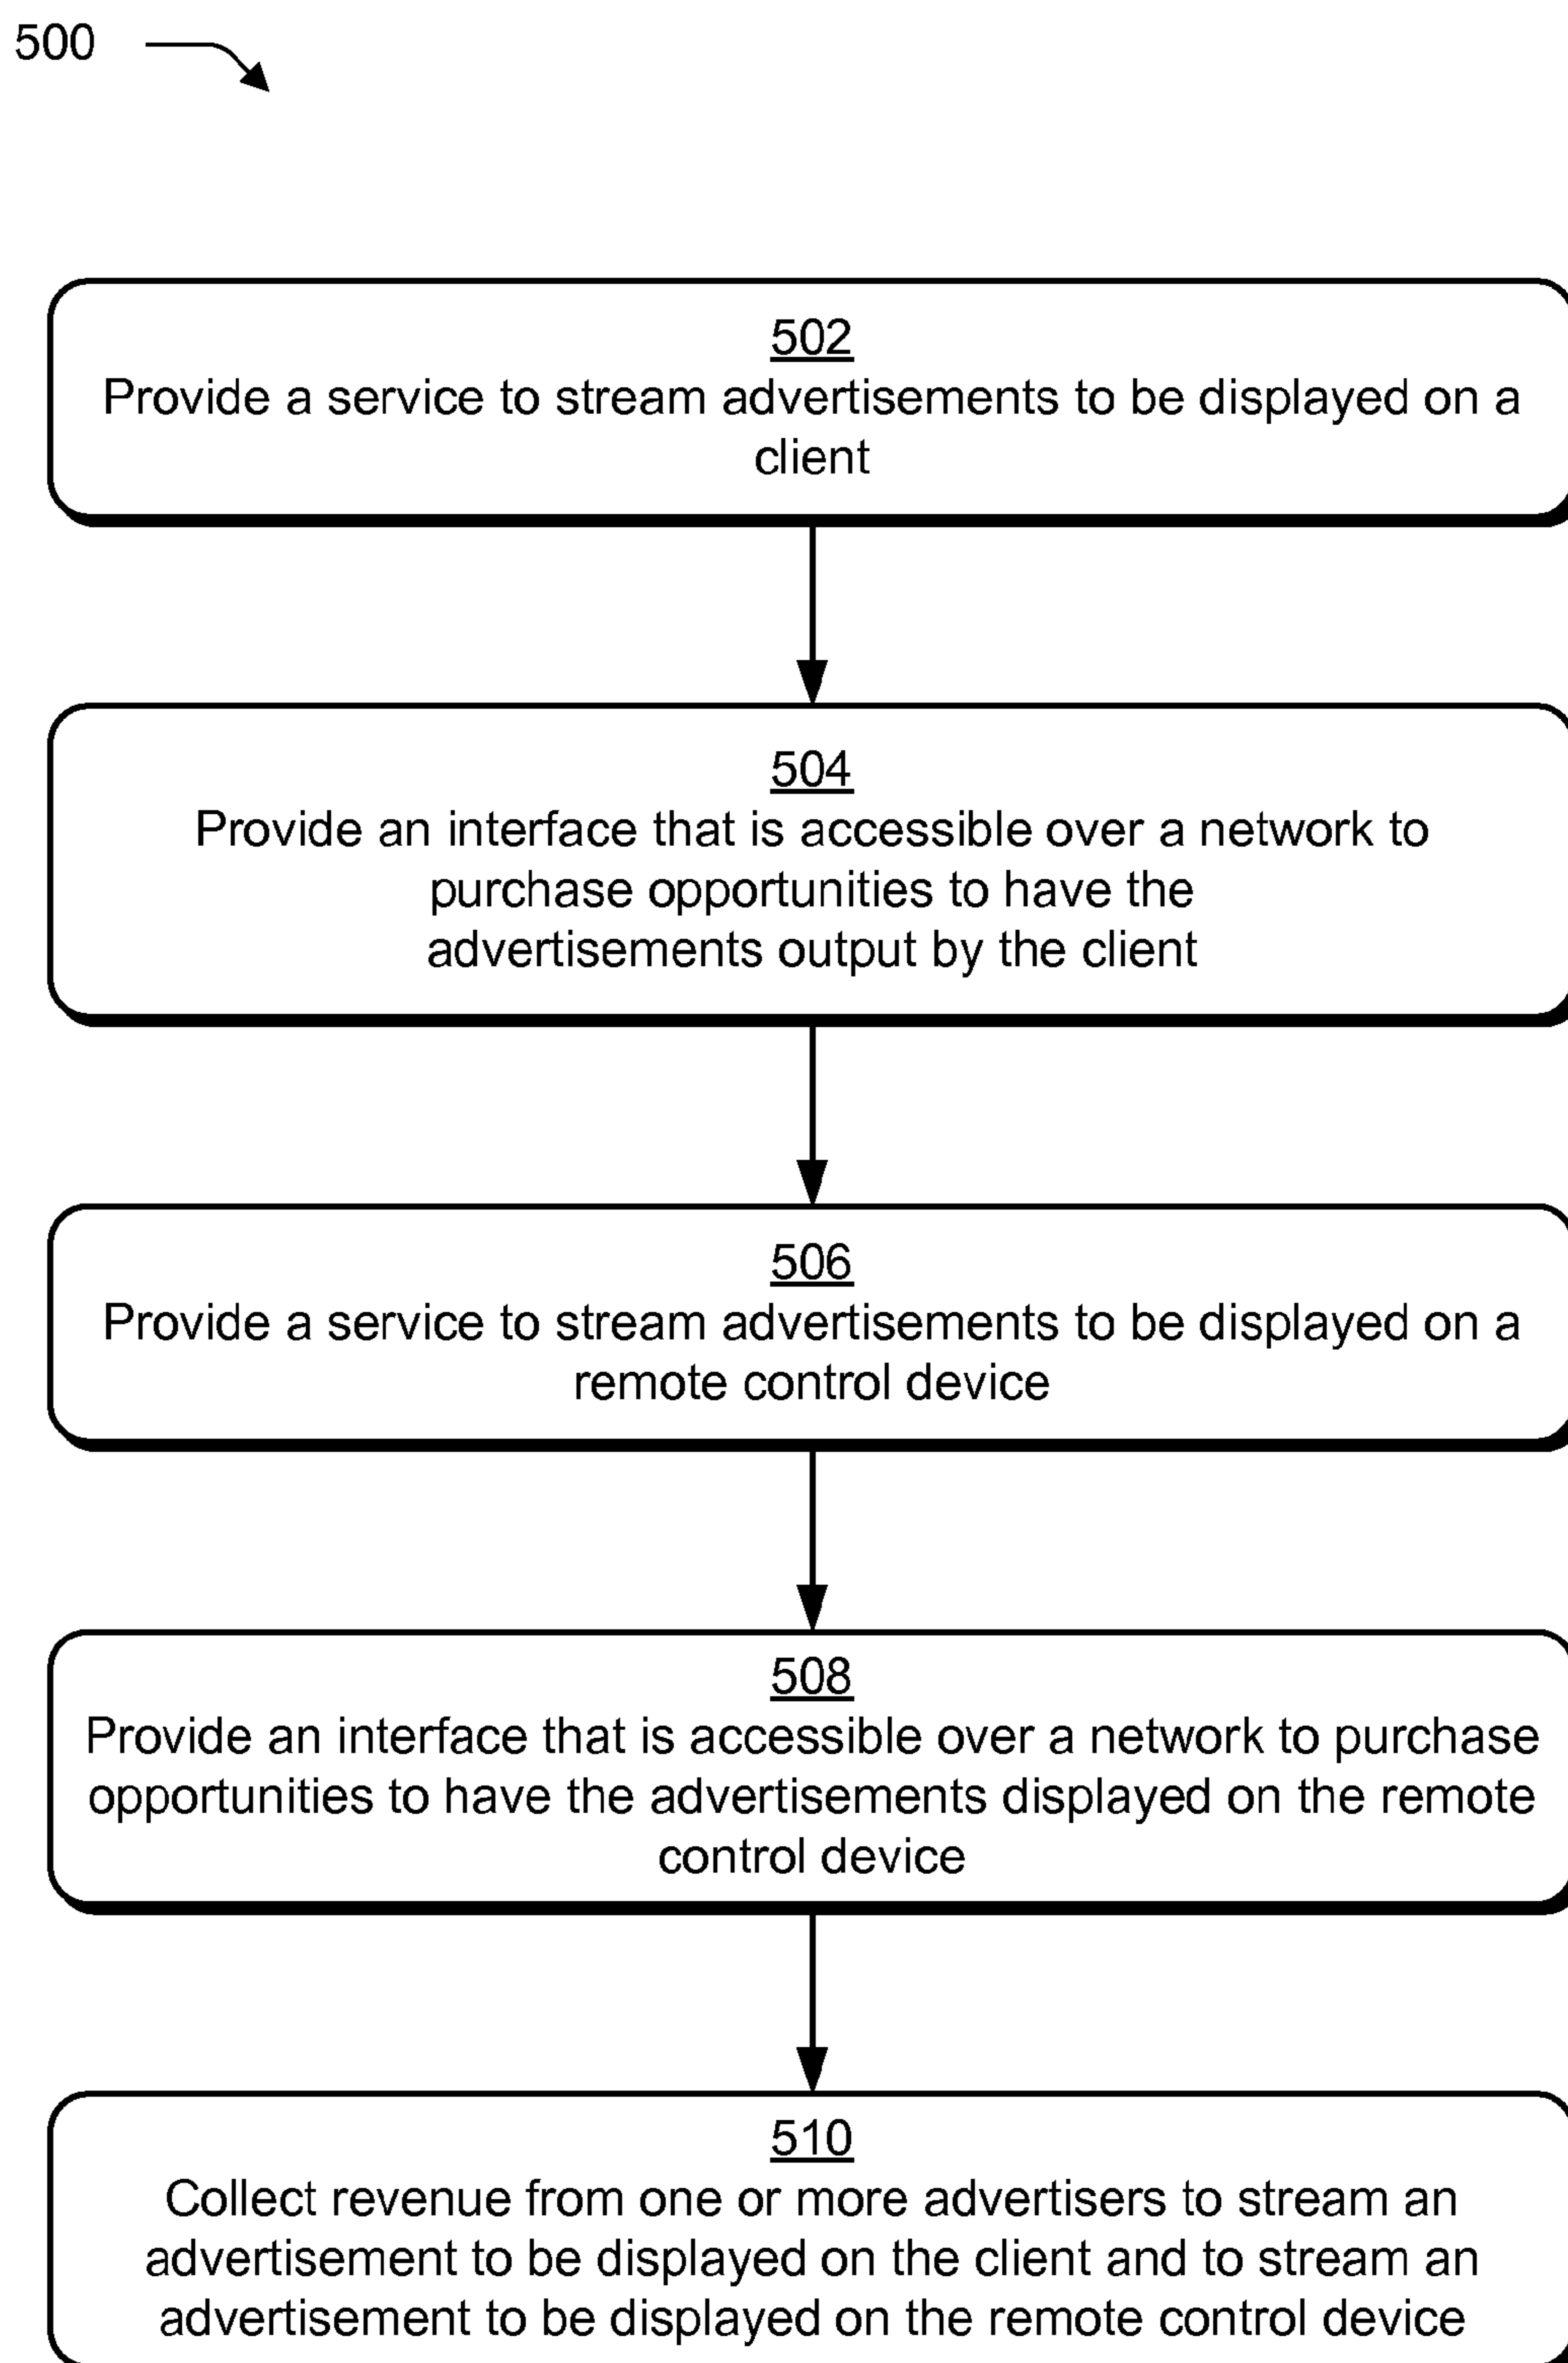 500
502
Provide a service to stream advertisements to be displayed on a
client
504
Provide an interface that is accessible over a network to
purchase opportunities to have the
advertisements output by the client
506
Provide a service to stream advertisements to be displayed on a
remote control device
508
Provide an interface that is accessible over a network to purchase
opportunities to have the advertisements displayed on the remote
control device
510
Collect revenue from one or more advertisers to stream an
advertisement to be displayed on the client and to stream an
advertisement to be displayed on the remote control device